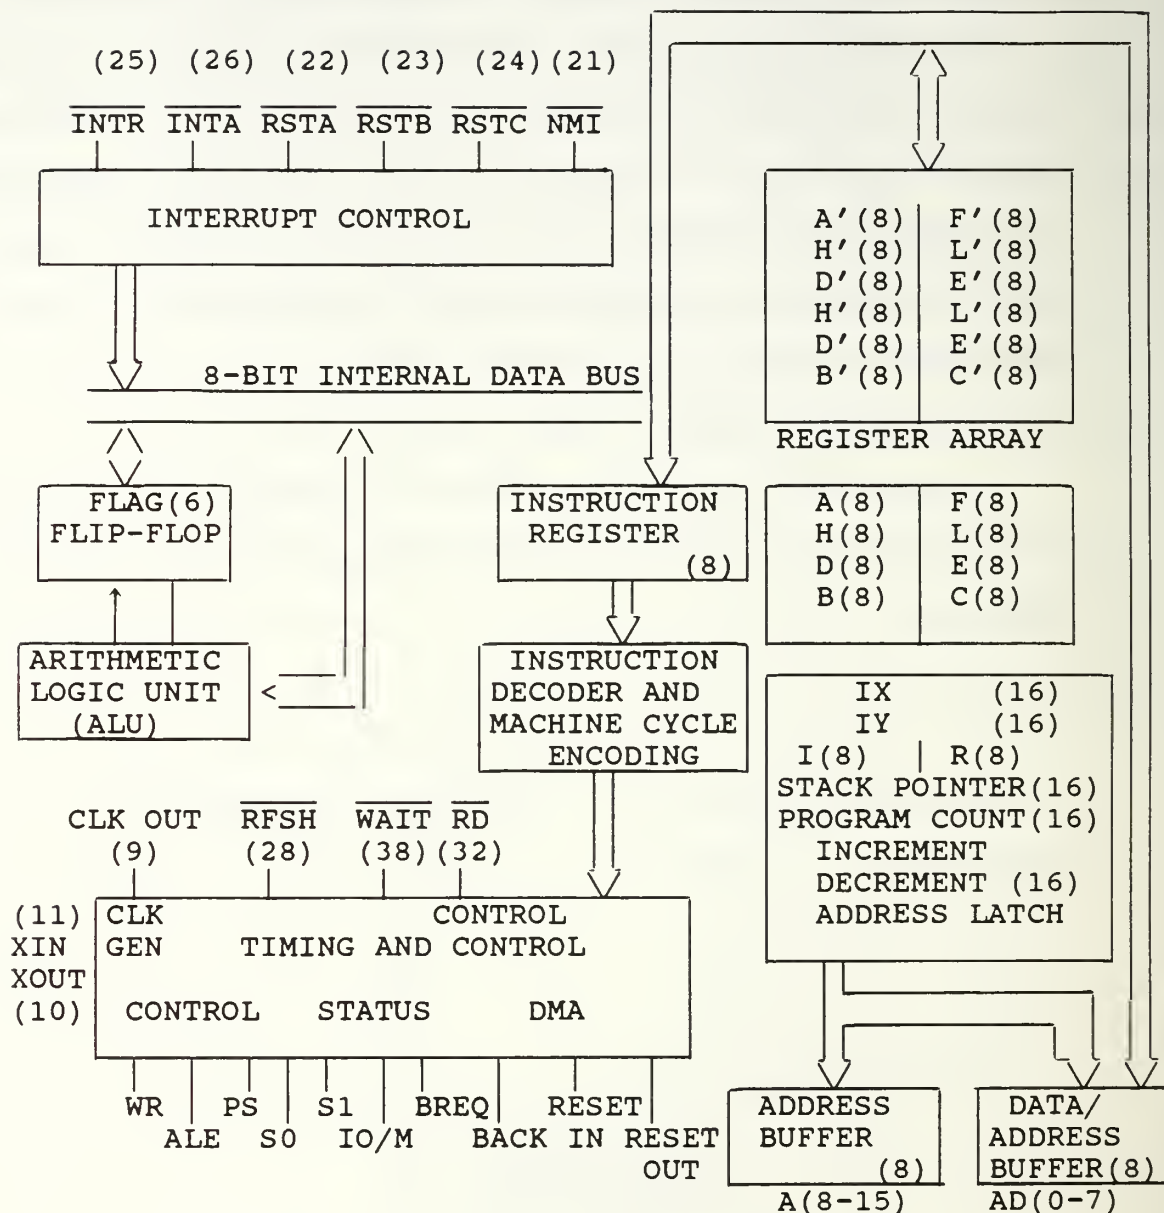 (25) (26) (22) (23) (24) (21)
INTR INTA RSTA RSTB RSTC NMI
INTERRUPT CONTROL
A'(8) F'(8)
H'(8) L'(8)
D'(8) E'(8)
H'(8) L'(8)
D'(8) E'(8)
B'(8) C'(8)
REGISTER ARRAY
8-BIT INTERNAL DATA BUS
FLAG(6)
FLIP-FLOP
INSTRUCTION
REGISTER
(8)
A(8) F(8)
H(8) L(8)
D(8) E(8)
B(8) C(8)
ARITHMETIC
LOGIC UNIT
(ALU)
INSTRUCTION
DECODER AND
MACHINE CYCLE
ENCODING
IX (16)
IY (16)
I(8) R(8)
STACK POINTER(16)
PROGRAM COUNT(16)
INCREMENT
DECREMENT (16)
ADDRESS LATCH
CLK OUT RFSH WAIT RD
(9) (28) (38) (32)
(11)
XIN
XOUT
(10)
CLK CONTROL
GEN TIMING AND CONTROL
CONTROL STATUS DMA
WR PS S1 BREQ RESET
ALE S0 IO/M BACK IN RESET
OUT
ADDRESS
BUFFER
(8)
A(8-15)
DATA/
ADDRESS
BUFFER(8)
AD(0-7)